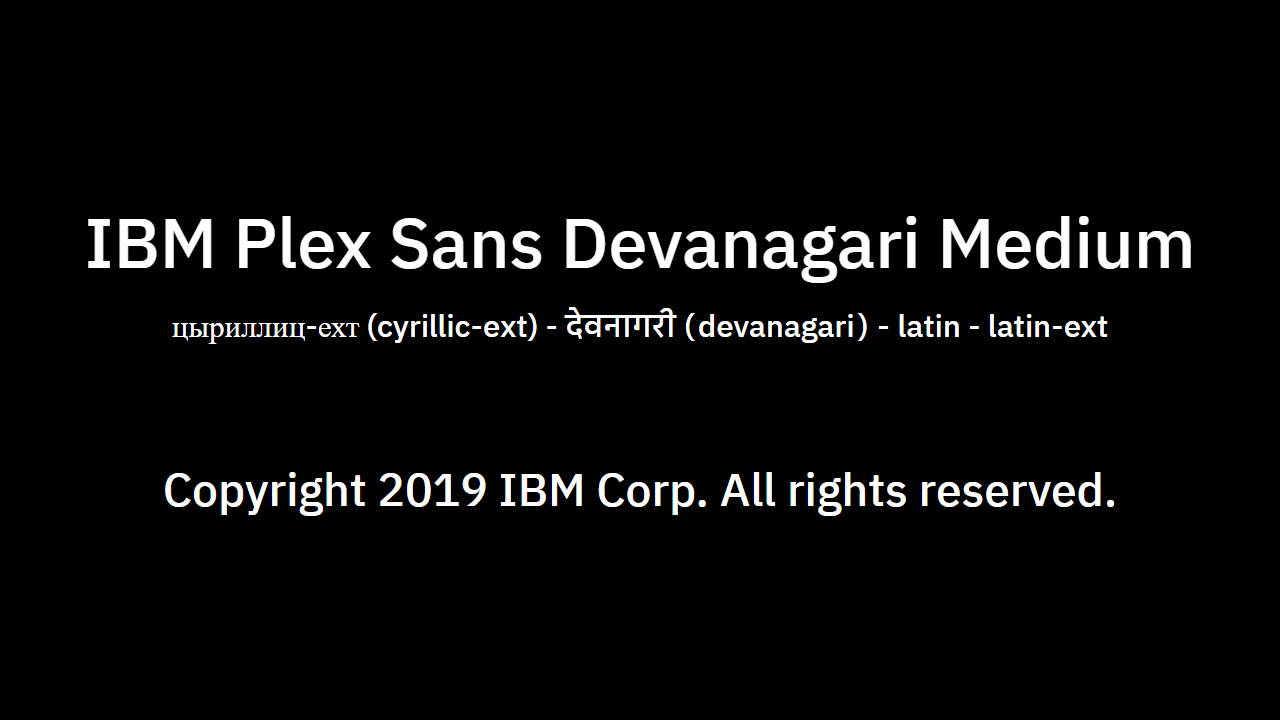 IBM Plex Sans Devanagari Medium
цыриллиц-ехт (cyrillic-ext) - देवनागरी (devanagari) - latin - latin-ext
Copyright 2019 IBM Corp. All rights reserved.